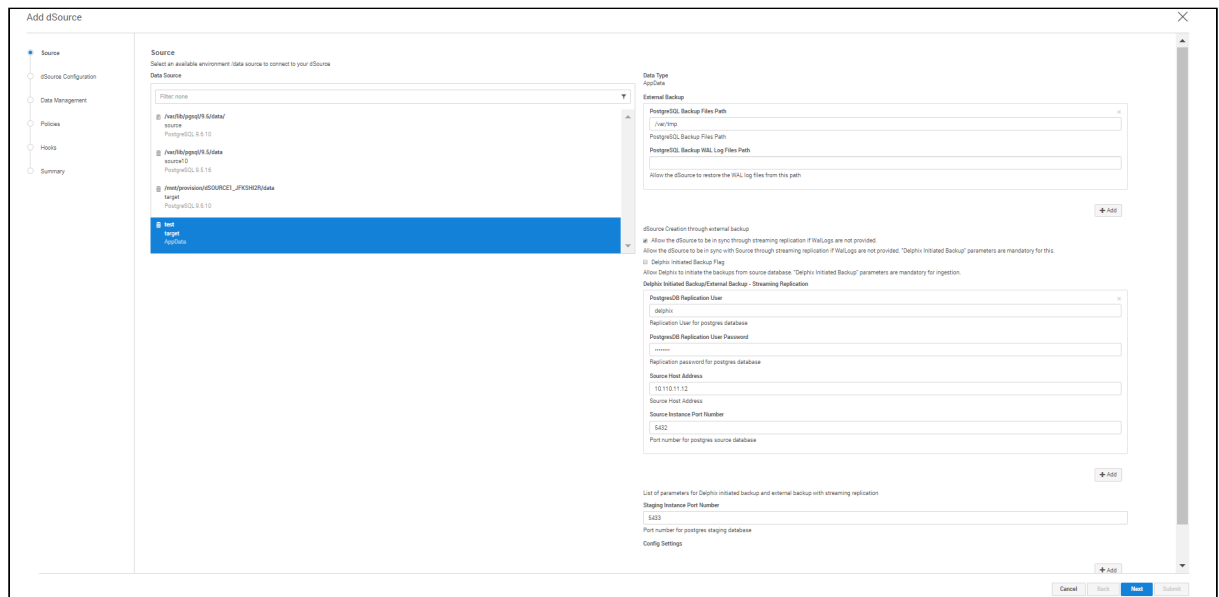 Add dSource
Source
dSource Configuration
Data Management
Policies
Hooks
Summary
Source
Select an available environment /data source to connect to your dSource
Data Source
Filter: none
/var/lib/pgsql/9.6/data/
source
PostgreSQL 9.6.10
/var/lib/pgsql/9.5/data
source10
PostgreSQL 9.5.15
/mnt/provision/dSOURCE1_JFKSHI2R/data
target
PostgreSQL 9.6.10
test
target
AppData
Data Type
AppData
External Backup
PostgreSQL Backup Files Path
/var/tmp
PostgreSQL Backup Files Path
PostgreSQL Backup WAL Log Files Path
Allow the dSource to restore the WAL log files from this path
+ Add
dSource Creation through external backup
Allow the dSource to be in sync through streaming replication if WalLogs are not provided.
Allow the dSource to be in sync with Source through streaming replication if WalLogs are not provided. "Delphix Initiated Backup" parameters are mandatory for this.
Delphix Initiated Backup Flag
Allow Delphix to initiate the backups from source database. "Delphix Initiated Backup" parameters are mandatory for ingestion.
Delphix Initiated Backup/External Backup - Streaming Replication
PostgresDB Replication User
delphix
Replication User for postgres database
PostgresDB Replication User Password
Replication password for postgres database
Source Host Address
10.110.11.12
Source Host Address
Source Instance Port Number
5432
Port number for postgres source database
+ Add
List of parameters for Delphix initiated backup and external backup with streaming replication
Staging Instance Port Number
5433
Port number for postgres staging database
Config Settings
+ Add
Cancel
Back
Next
Submit